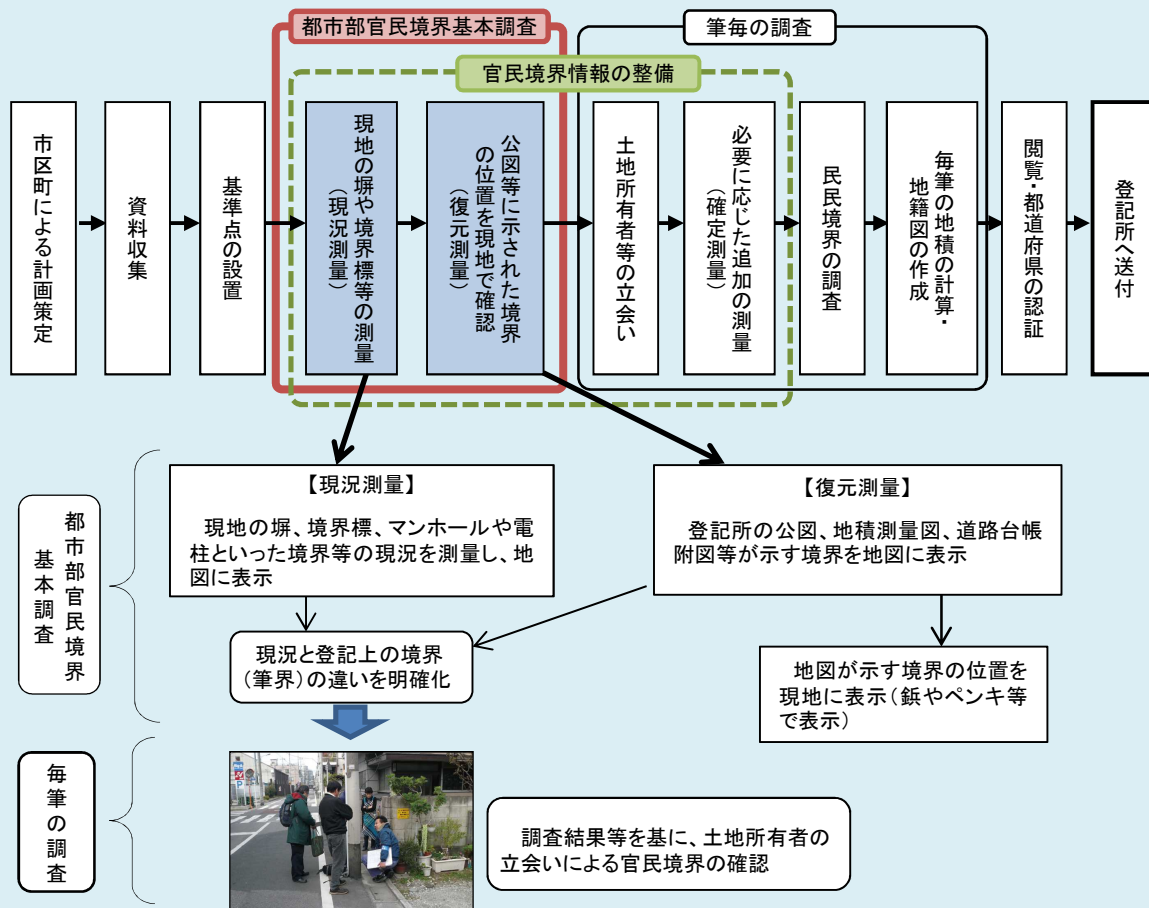 都市部官民境界基本調査
筆毎の調査
官民境界情報の整備
市区町による計画策定
資料収集
基準点の設置
現地の塀や境界標等の測量
(現況測量)
公図等に示された境界
の位置を現地で確認
(復元測量)
土地所有者等の立会い
必要に応じた追加の測量
(確定測量)
民民境界の調査
毎筆の地積の計算・
地籍図の作成
閲覧・都道府県の認証
登記所へ送付
都市部官民境界
基本調査
【現況測量】
現地の塀、境界標、マンホールや電
柱といった境界等の現況を測量し、地
図に表示
【復元測量】
登記所の公図、地積測量図、道路台帳
附図等が示す境界を地図に表示
現況と登記上の境界
(筆界)の違いを明確化
地図が示す境界の位置を
現地に表示(鋲やペンキ等
で表示)
毎筆の調査
P
調査結果等を基に、土地所有者の
立会いによる官民境界の確認